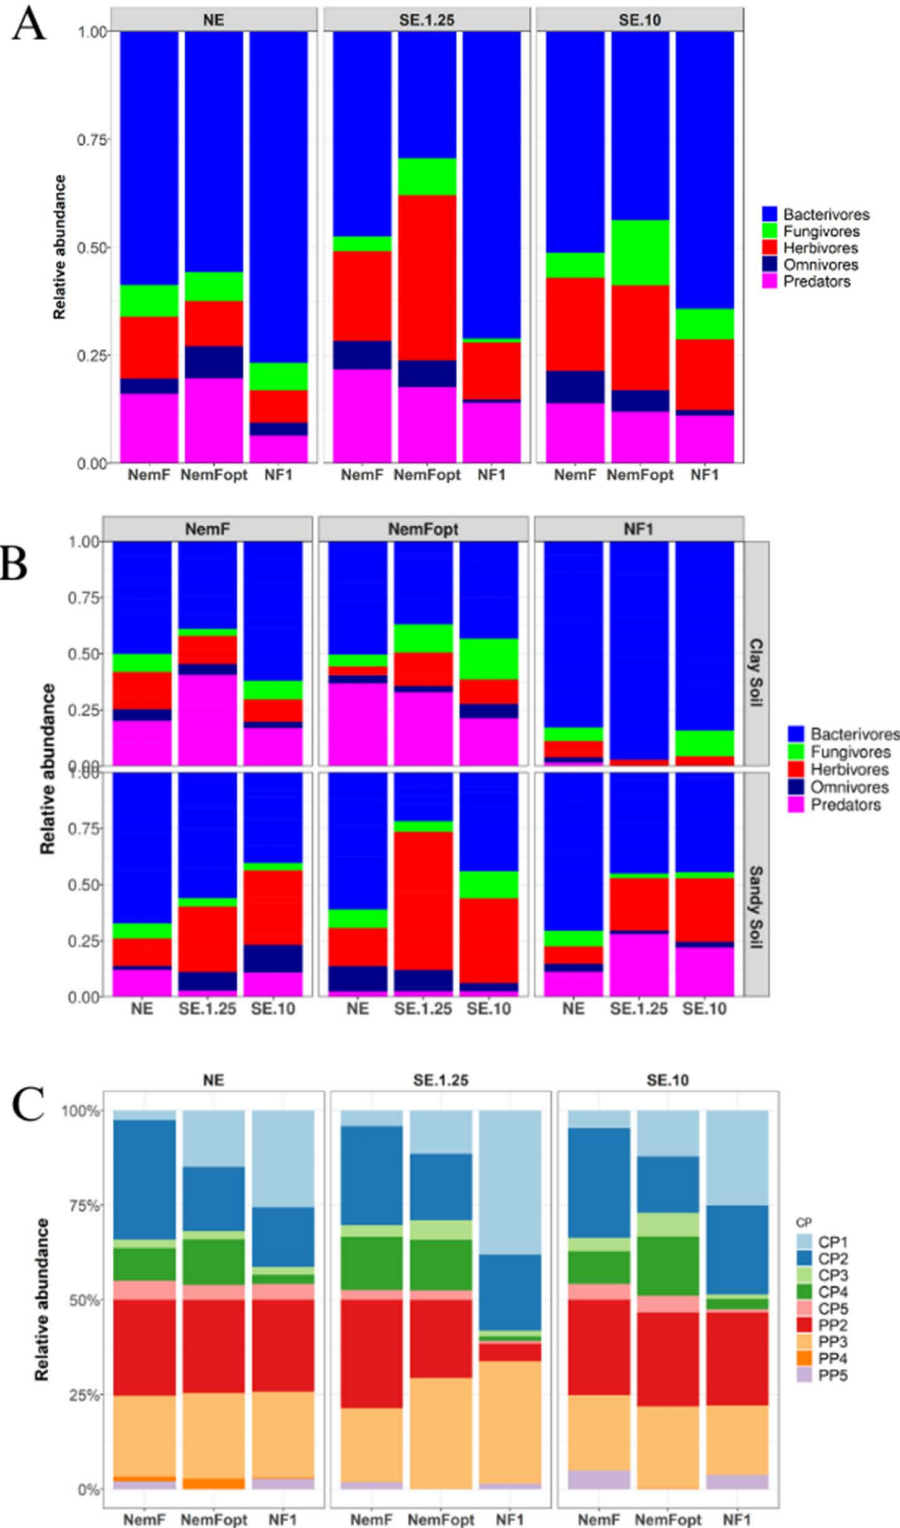 A
NE SE.1.25 SE.10
1.00
0.75
0.50
0.25
0.00
Relative abundance
NemF NemFopt NF1 NemF NemFopt NF1 NemF NemFopt NF1
Bacterivores
Fungivores
Herbivores
Omnivores
Predators
B
NemF NemFopt NF1
1.00
0.75
0.50
0.25
0.00
1.00
0.75
0.50
0.25
0.00
Relative abundance
Clay Soil
Sandy Soil
NE SE.1.25 SE.10 NE SE.1.25 SE.10 NE SE.1.25 SE.10
Bacterivores
Fungivores
Herbivores
Omnivores
Predators
C
NE SE.1.25 SE.10
100%
75%
50%
25%
0%
Relative abundance
NemF NemFopt NF1 NemF NemFopt NF1 NemF NemFopt NF1
CP
CP1
CP2
CP3
CP4
CP5
PP2
PP3
PP4
PP5